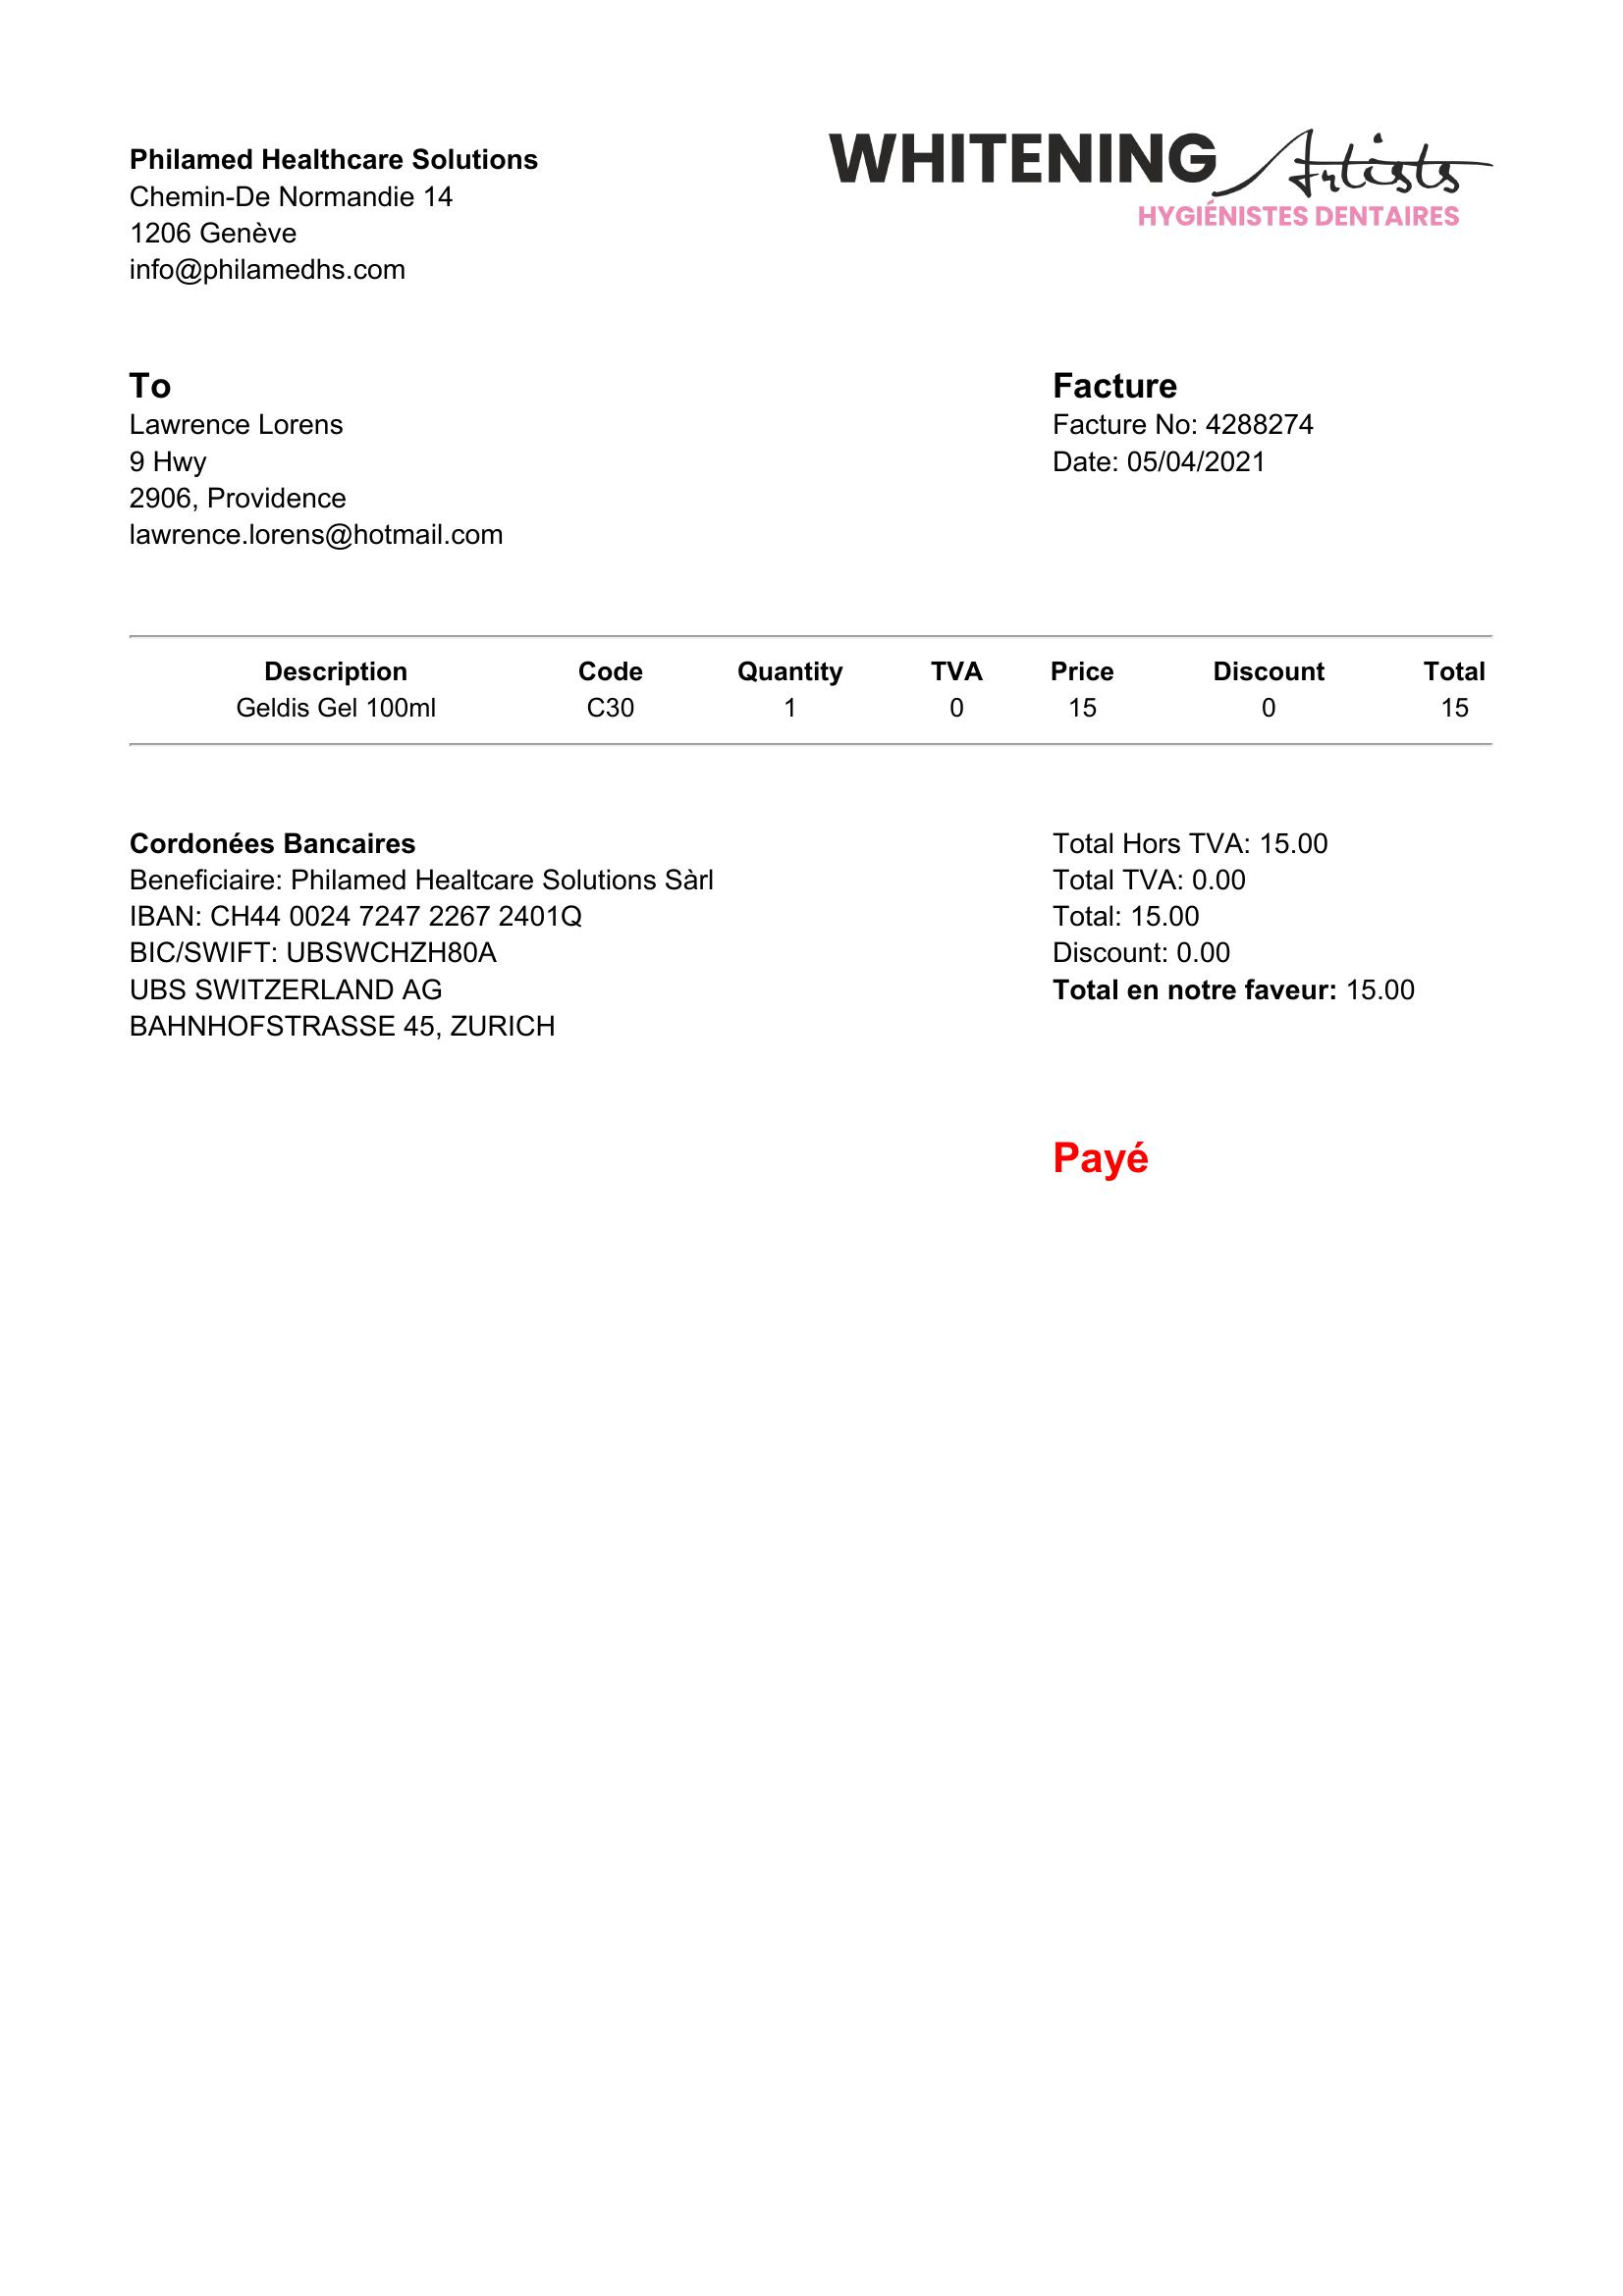 Philamed Healthcare Solutions
Chemin-De Normandie 14
1206 Genève
info@philamedhs.com
WHITENING Artists
HYGIÉNISTES DENTAIRES
To
Lawrence Lorens
9 Hwy
2906, Providence
lawrence.lorens@hotmail.com
Facture
Facture No: 4288274
Date: 05/04/2021
Description Code Quantity TVA Price Discount Total
Geldis Gel 100ml C30 1 0 15 0 15
Cordonées Bancaires
Beneficiaire: Philamed Healtcare Solutions Sàrl
IBAN: CH44 0024 7247 2267 2401Q
BIC/SWIFT: UBSWCHZH80A
UBS SWITZERLAND AG
BAHNHOFSTRASSE 45, ZURICH
Total Hors TVA: 15.00
Total TVA: 0.00
Total: 15.00
Discount: 0.00
Total en notre faveur: 15.00
Payé